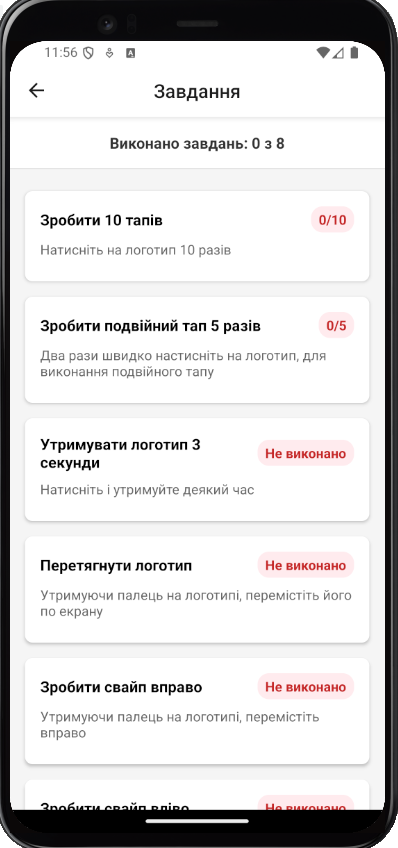 11:56
Завдання
Виконано завдань: 0 з 8
Зробити 10 тапів
0/10
Натисніть на логотип 10 разів
Зробити подвійний тап 5 разів
0/5
Два рази швидко настисніть на логотип, для
виконання подвійного тапу
Утримувати логотип 3
секунди
Не виконано
Натисніть і утримуйте деякий час
Перетягнути логотип
Не виконано
Утримуючи палець на логотипі, перемістіть його
по екрану
Зробити свайп вправо
Не виконано
Утримуючи палець на логотипі, перемістіть
вправо
Зробити свайп вліво
Не виконано